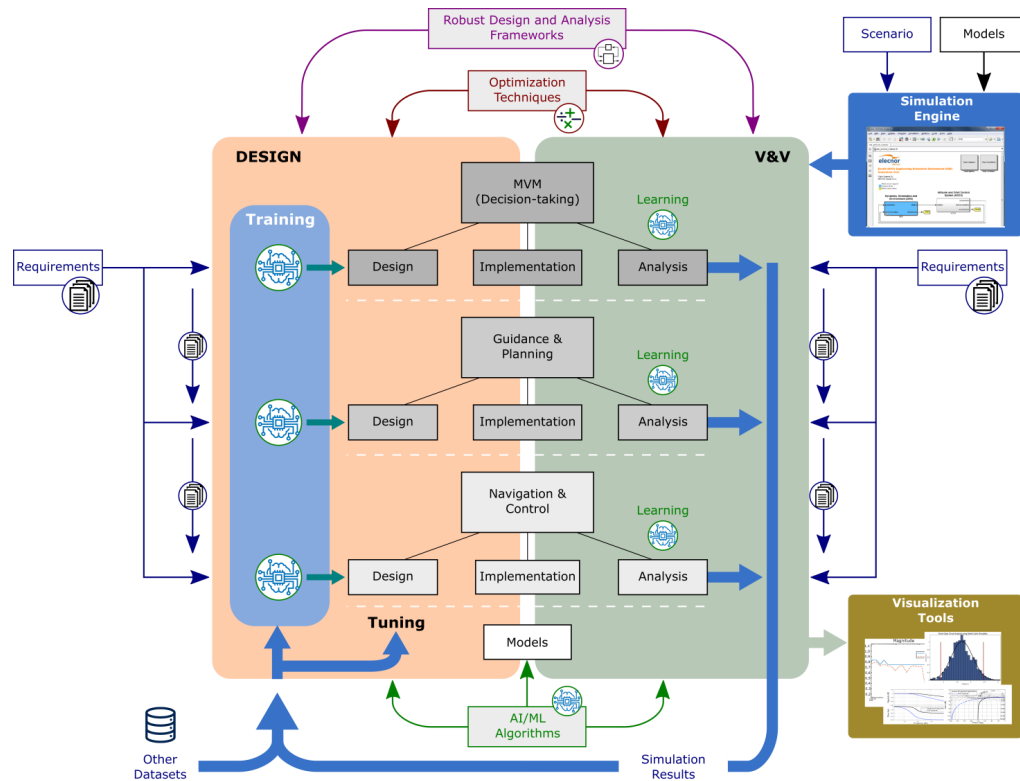 Robust Design and Analysis
Frameworks
Scenario
Models
Optimization
Techniques
Simulation
Engine
elecnor
DESIGN
V&V
MVM
(Decision-taking)
Learning
Training
Requirements
Design
Implementation
Analysis
Requirements
Guidance &
Planning
Learning
Design
Implementation
Analysis
Navigation &
Control
Learning
Design
Implementation
Analysis
Visualization
Tools
Magnitude
Tuning
Models
AI/ML
Algorithms
Other
Datasets
Simulation
Results